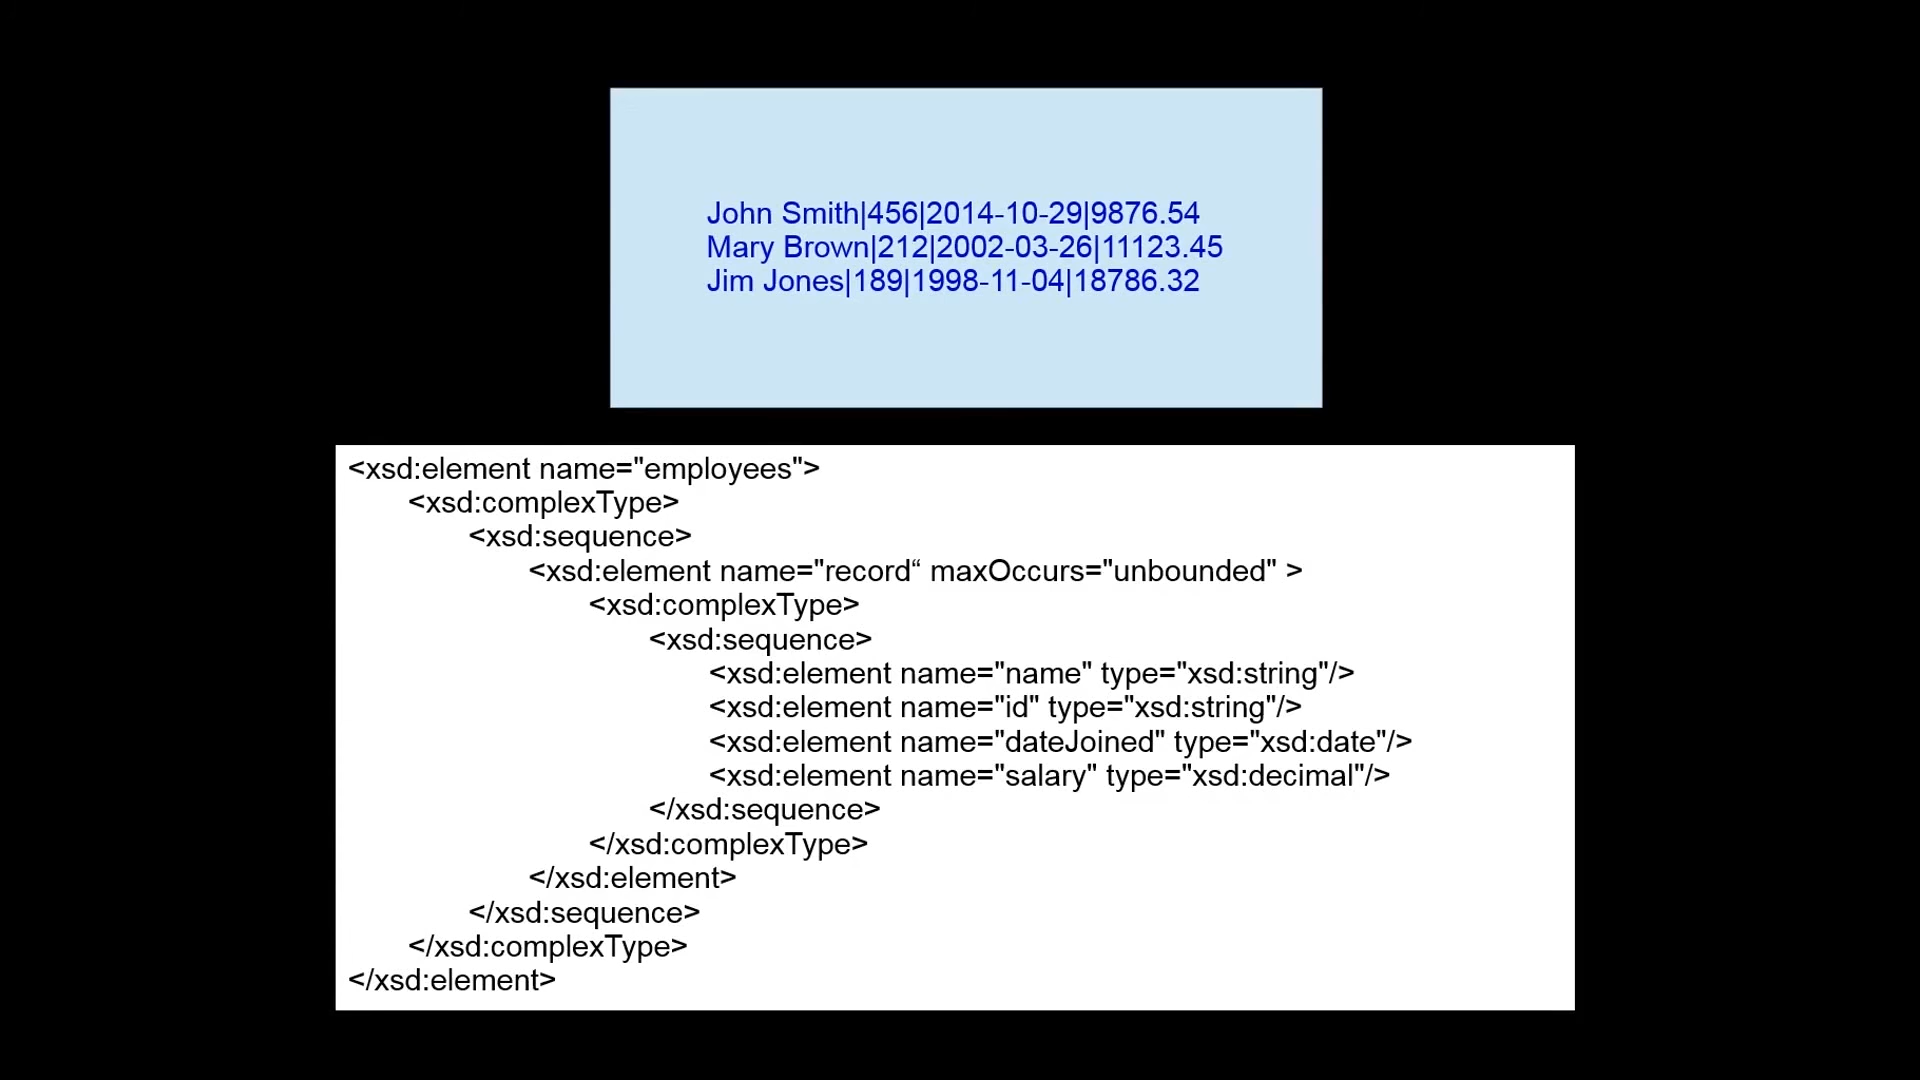 John Smith|456|2014-10-29|9876.54
Mary Brown|212|2002-03-26|11123.45
Jim Jones|189|1998-11-04|18786.32
<xsd:element name="employees">
<xsd:complexType>
<xsd:sequence>
<xsd:element name="record“ maxOccurs="unbounded" >
<xsd:complexType>
<xsd:sequence>
<xsd:element name="name" type="xsd:string"/>
<xsd:element name="id" type="xsd:string"/>
<xsd:element name="dateJoined" type="xsd:date"/>
<xsd:element name="salary" type="xsd:decimal"/>
</xsd:sequence>
</xsd:complexType>
</xsd:element>
</xsd:sequence>
</xsd:complexType>
</xsd:element>